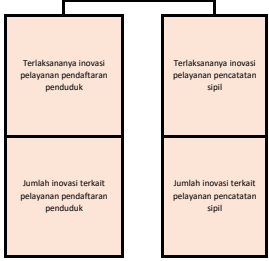 Terlaksananya inovasi
pelayanan pendaftaran
penduduk
Terlaksananya inovasi
pelayanan pencatatan
sipil
Jumlah inovasi terkait
pelayanan pendaftaran
penduduk
Jumlah inovasi terkait
pelayanan pencatatan
sipil